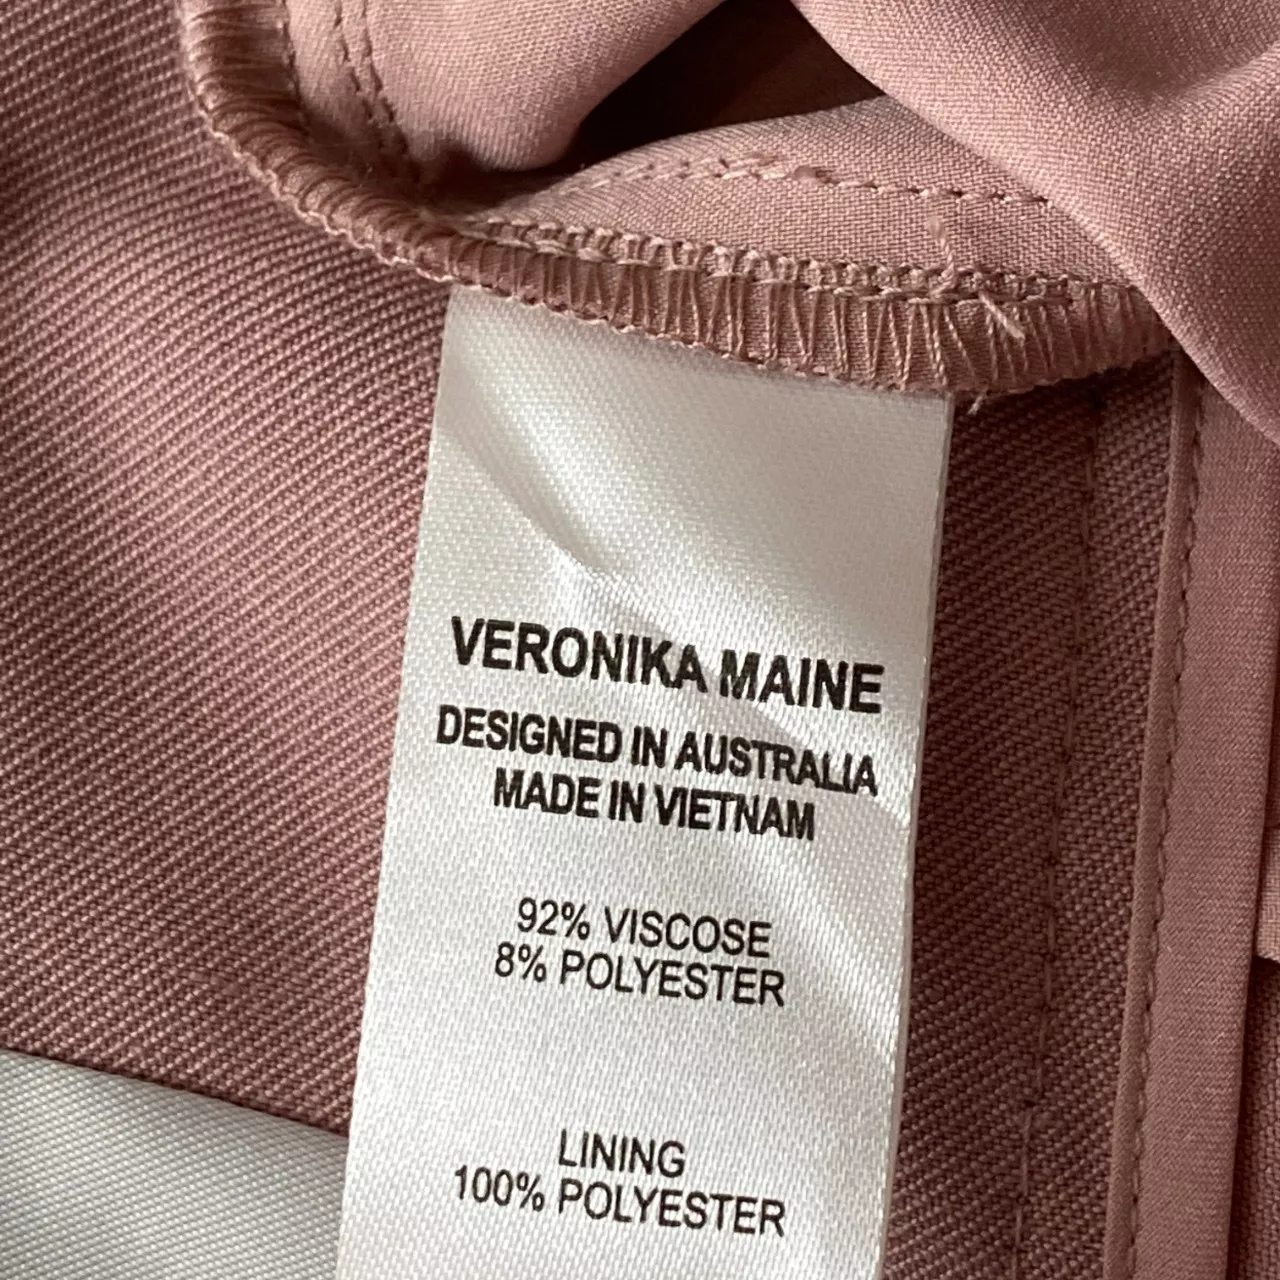 VERONIKA MAINE
DESIGNED IN AUSTRALIA
MADE IN VIETNAM
92% VISCOSE
8% POLYESTER
LINING
100% POLYESTER